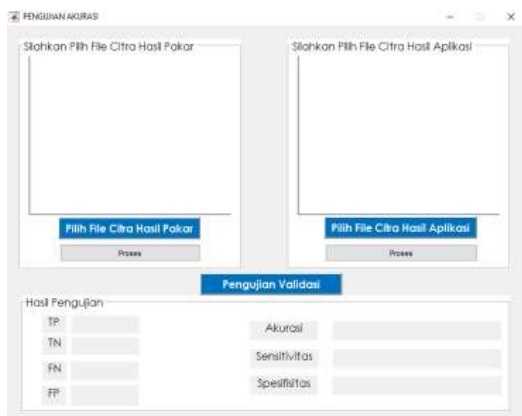 PENGUJIAN AKURASI
Silahkan Pilih File Citra Hasil Pakar
Silahkan Pilih File Citra Hasil Aplikasi
Pilih File Citra Hasil Pakar
Pilih File Citra Hasil Aplikasi
Proses
Proses
Pengujian Validasi
Hasil Pengujian
TP
TN
FN
FP
Akurasi
Sensitivitas
Spesifisitas